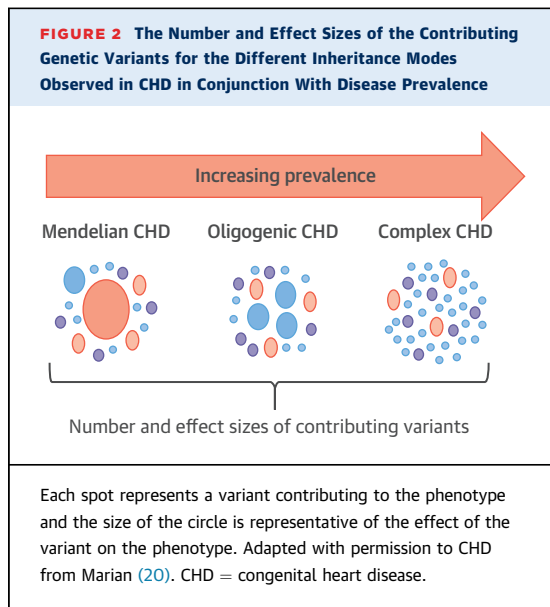 FIGURE 2 The Number and Effect Sizes of the Contributing
Genetic Variants for the Different Inheritance Modes
Observed in CHD in Conjunction With Disease Prevalence
Increasing prevalence
Mendelian CHD Oligogenic CHD Complex CHD
Number and effect sizes of contributing variants
Each spot represents a variant contributing to the phenotype
and the size of the circle is representative of the effect of the
variant on the phenotype. Adapted with permission to CHD
from Marian (20). CHD = congenital heart disease.